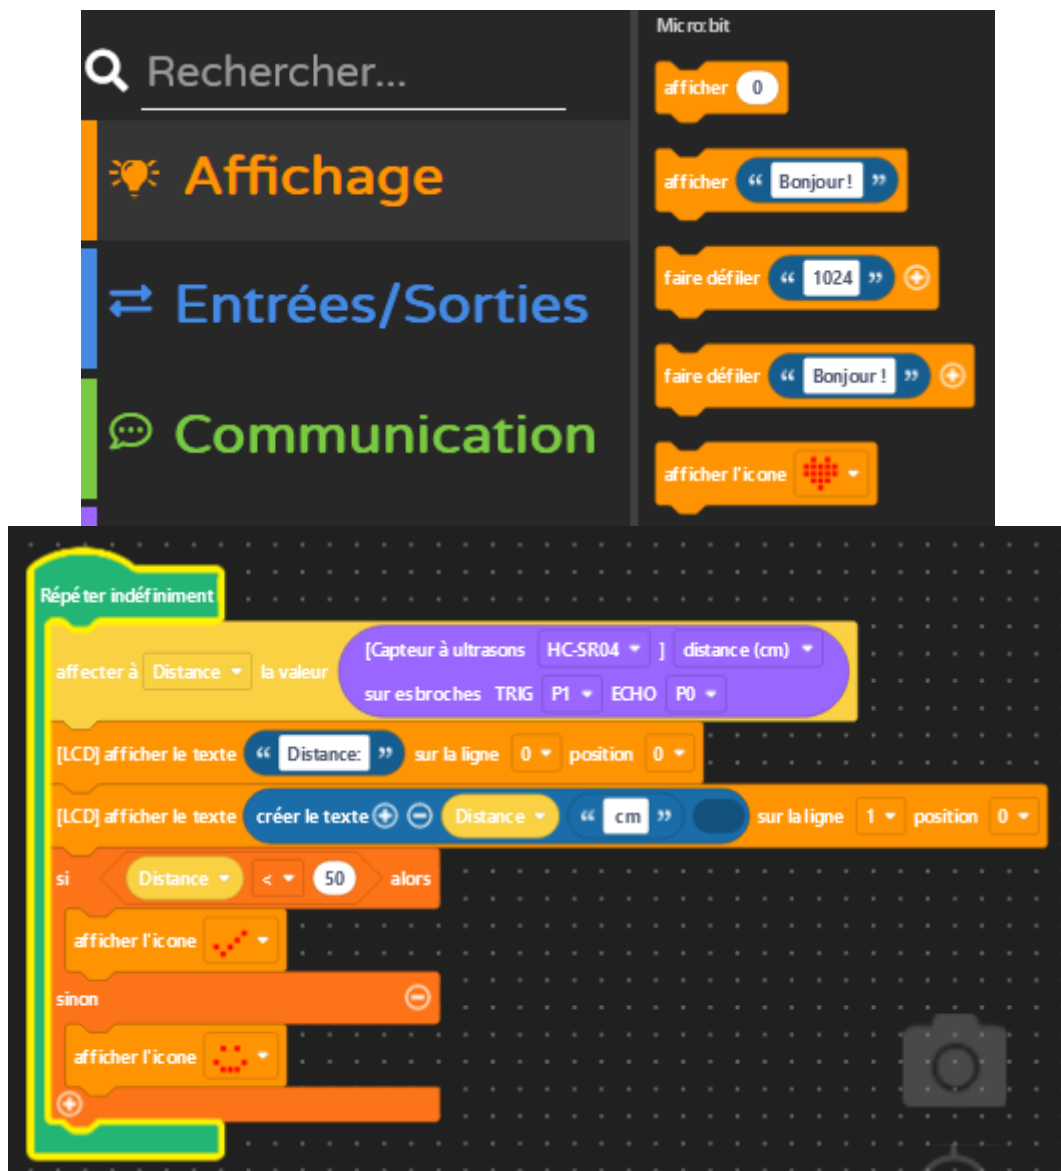 Rechercher...
Affichage
Entrées/Sorties
Communication
Micro:bit
afficher 0
afficher “ Bonjour! ”
faire défiler “ 1024 ”
faire défiler “ Bonjour ! ”
afficher l'icone
Répéter indéfiniment
affecter à Distance la valeur [Capteur à ultrasons HC-SR04 ] distance (cm)
sur es broches TRIG P1 ECHO P0
[LCD] afficher le texte “ Distance: ” sur la ligne 0 position 0
[LCD] afficher le texte créer le texte Distance “ cm ” sur la ligne 1 position 0
si Distance < 50 alors
afficher l'icone
sinon
afficher l'icone